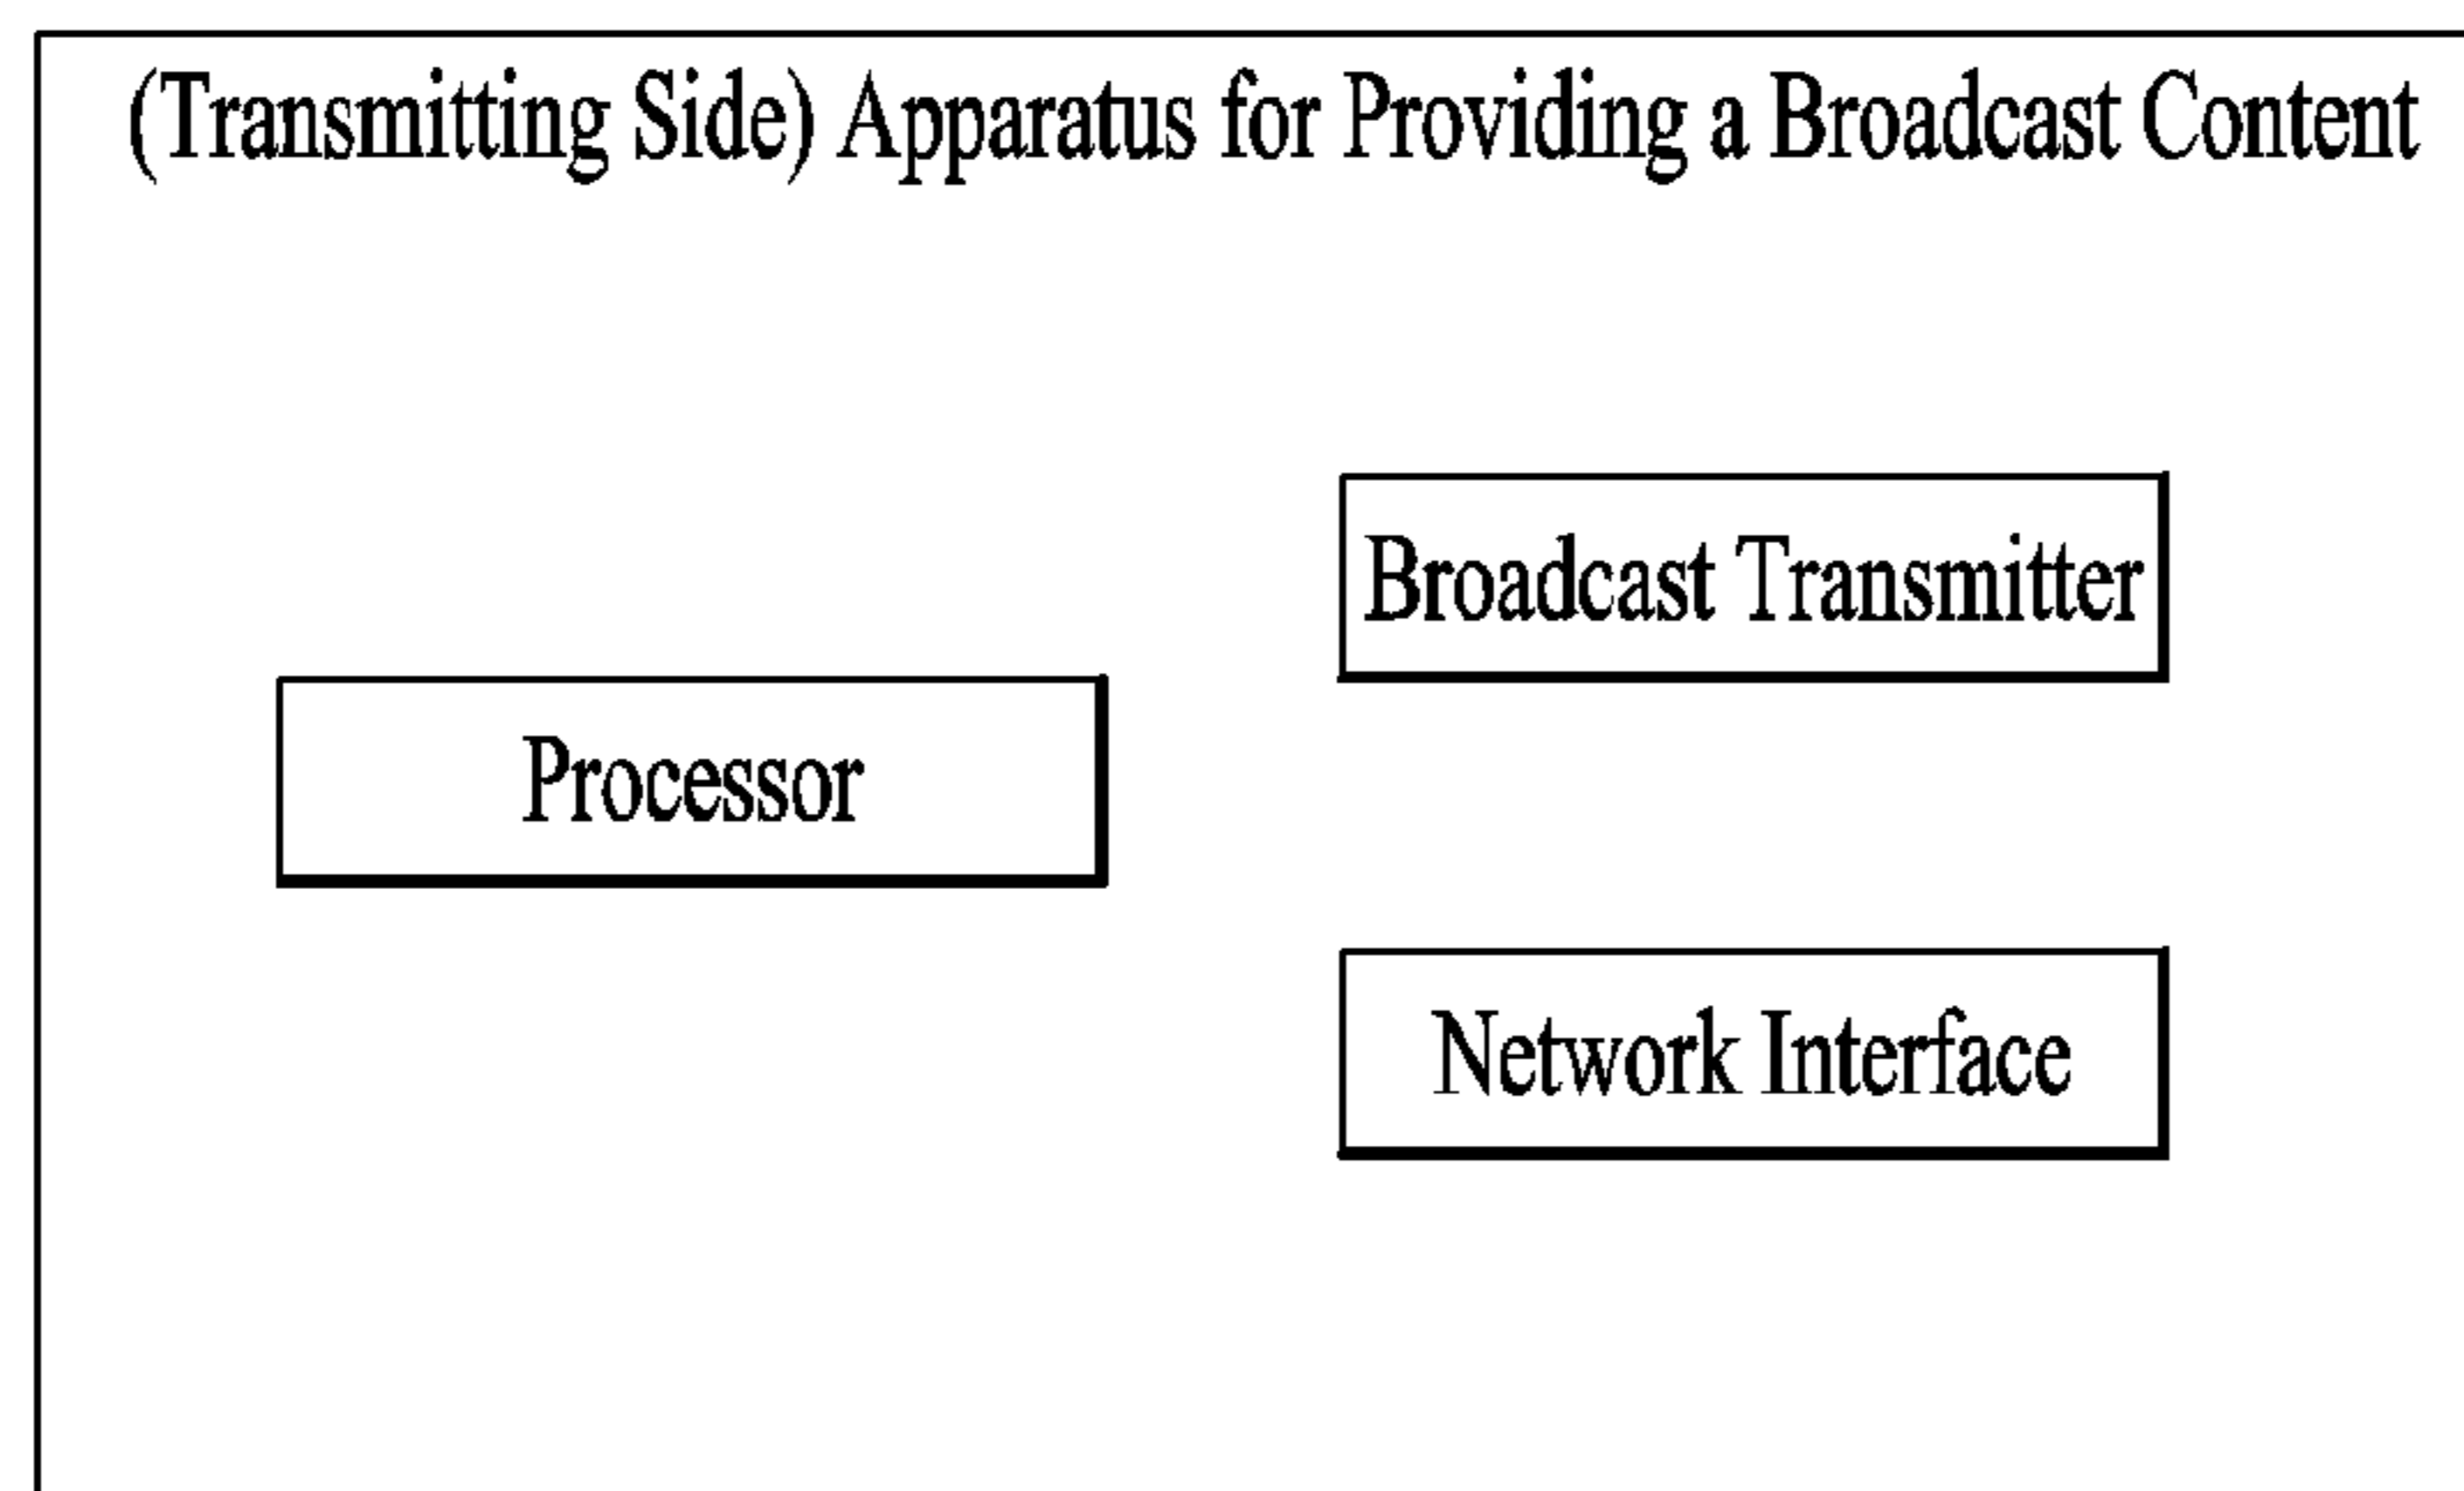 (Transmitting Side) Apparatus for Providing a Broadcast Content
Broadcast Transmitter
Processor
Network Interface